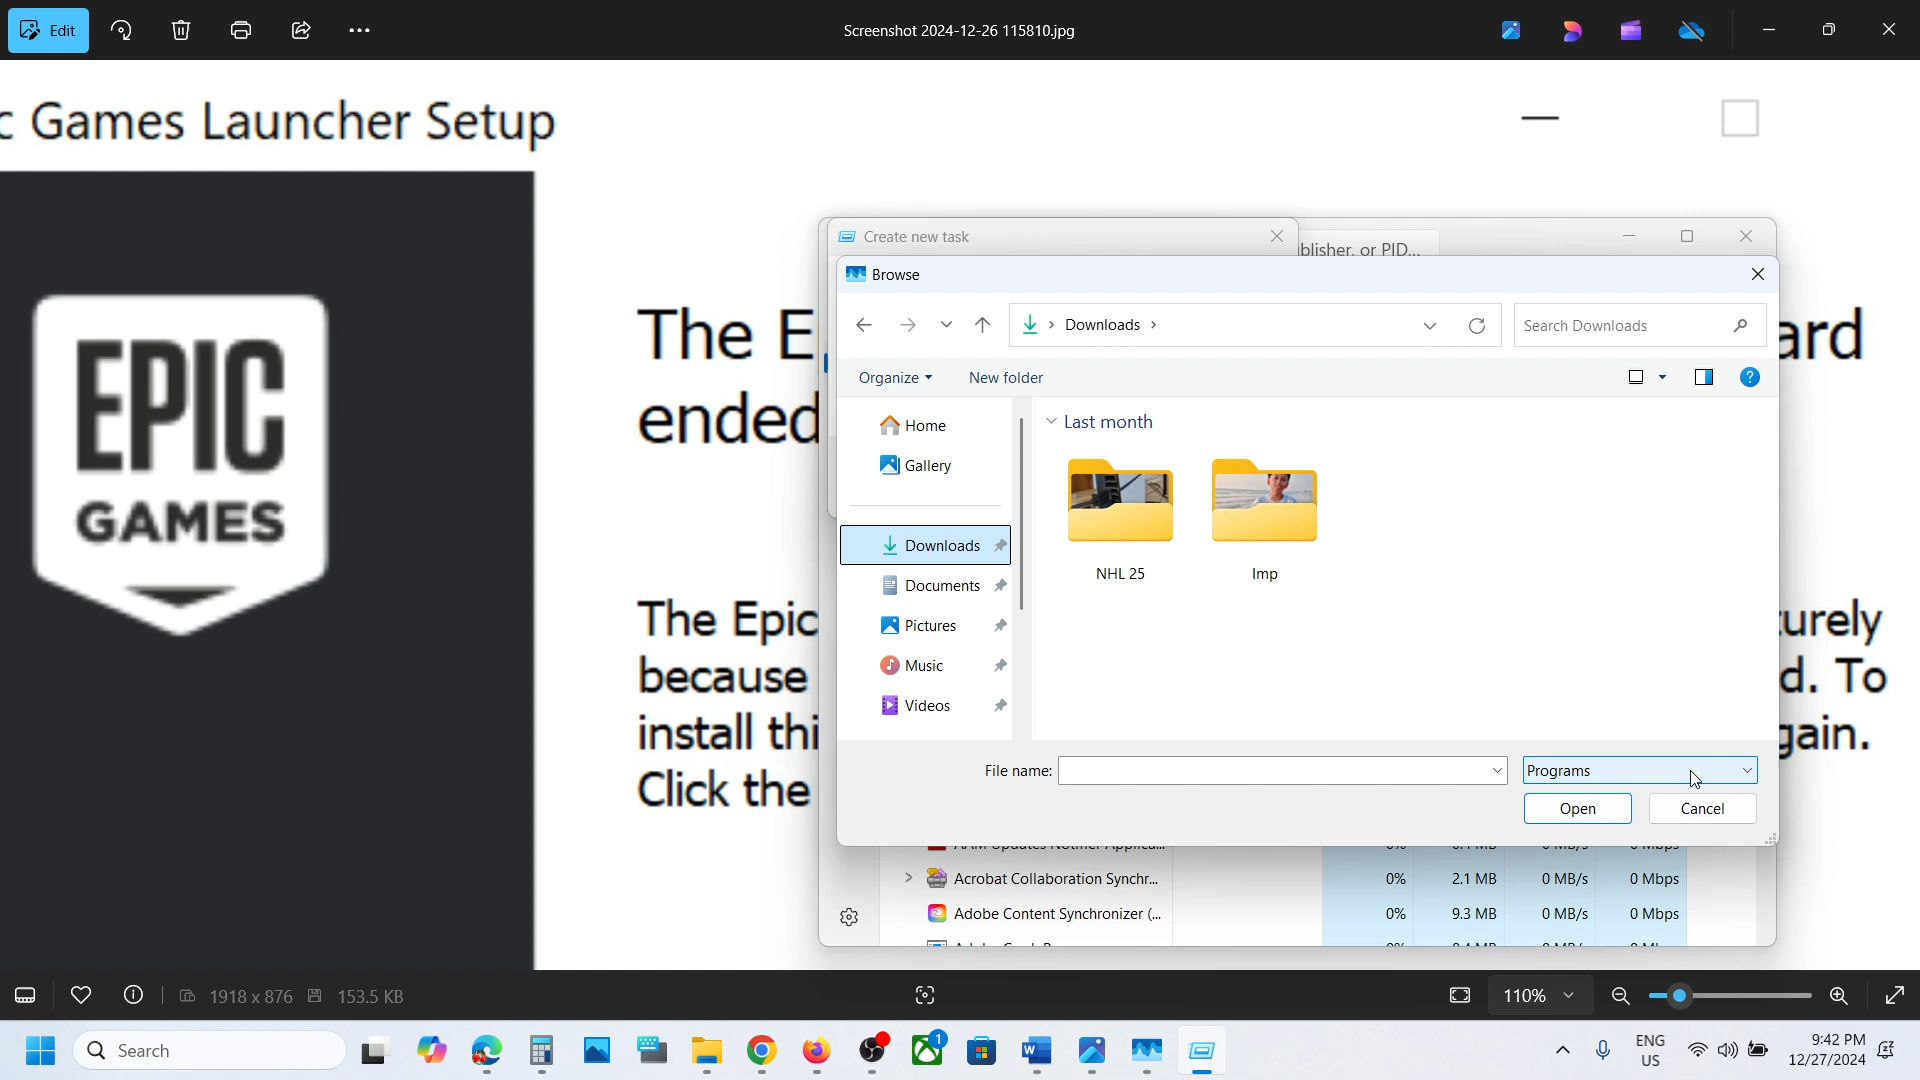 Edit
Screenshot 2024-12-26 115810.jpg
c Games Launcher Setup
EPIC
GAMES
The E
ard
ended
The Epic
urely
because
d. To
install thi
gain.
Click the
Create new task
blisher, or PID...
Browse
Downloads
Search Downloads
Organize
New folder
Home
Gallery
Downloads
Documents
Pictures
Music
Videos
Last month
NHL 25
Imp
File name:
Programs
Open
Cancel
Acrobat Collaboration Synchr... 0% 2.1 MB 0 MB/s 0 Mbps
Adobe Content Synchronizer (... 0% 9.3 MB 0 MB/s 0 Mbps
1918 x 876
153.5 KB
110%
Search
1
ENG
US
9:42 PM
12/27/2024